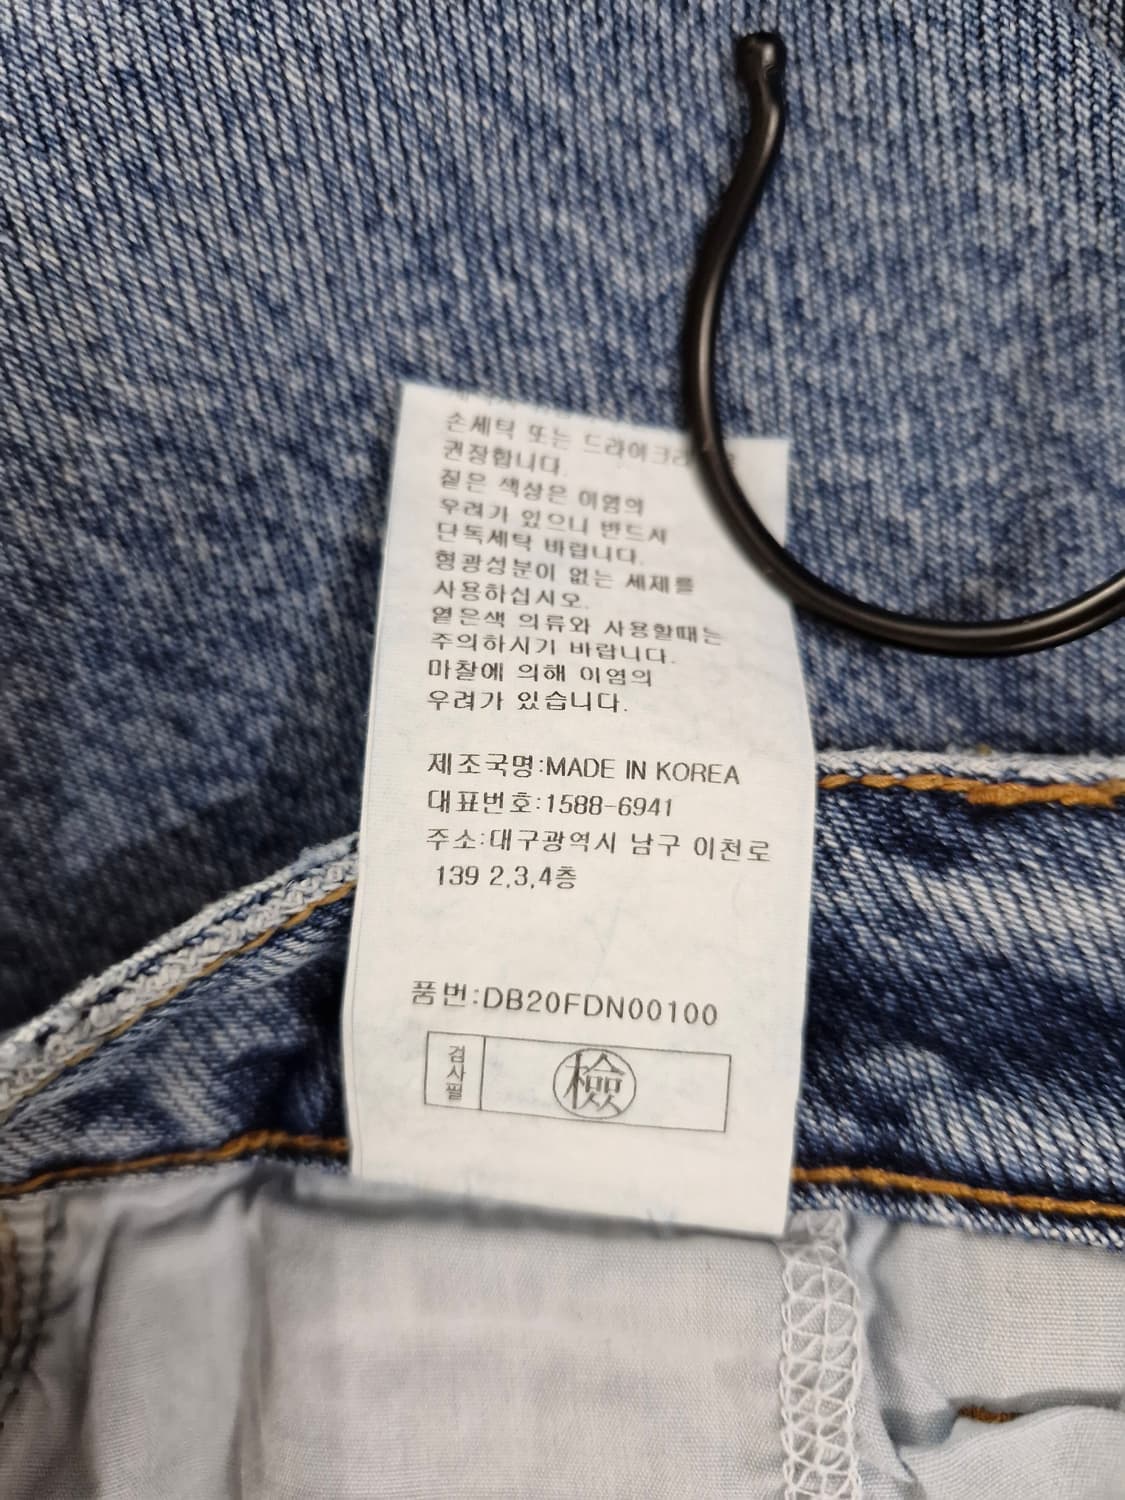 손세탁 또는 드라이크
권장합니다.
짙은 색상은 이염의
우려가 있으니 반드시
단독세탁 바랍니다.
형광성분이 없는 세제를
사용하십시오.
옅은색 의류와 사용할때는
주의하시기 바랍니다.
마찰에 의해 이염의
우려가 있습니다.
제조국명:MADE IN KOREA
대표번호:1588-6941
주소:대구광역시 남구 이천로
139 2,3,4층
품번:DB20FDN00100
검사필
檢